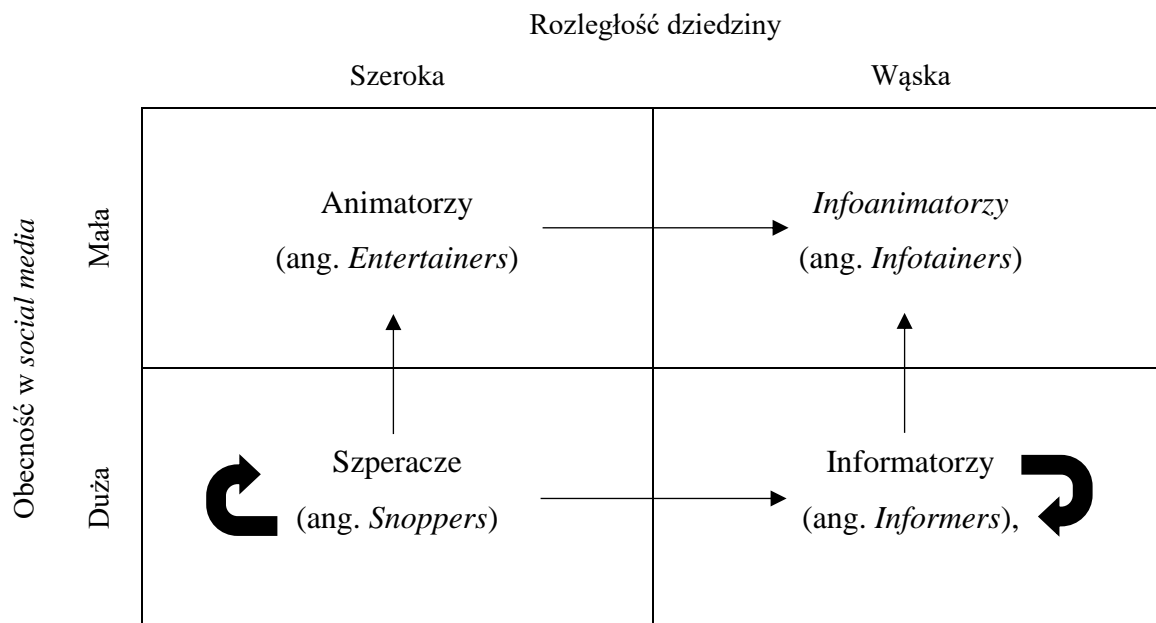 Rozległość dziedziny
Szeroka
Wąska
Obecność w social media
Mała
Animatorzy
(ang. Entertainers)
Infoanimatorzy
(ang. Infotainers)
Duża
Szperacze
(ang. Snoppers)
Informatorzy
(ang. Informers),